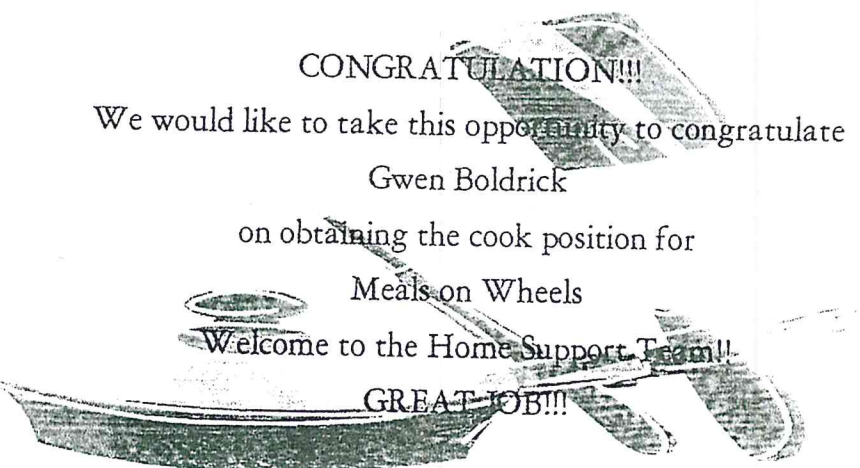 CONGRATULATION!!!
We would like to take this opportunity to congratulate
Gwen Boldrick
on obtaining the cook position for
Meals on Wheels
Welcome to the Home Support Team!!
GREAT JOB!!!